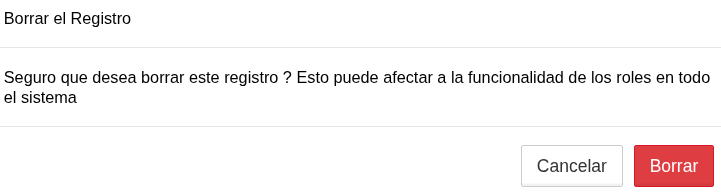 Borrar el Registro
Seguro que desea borrar este registro ? Esto puede afectar a la funcionalidad de los roles en todo
el sistema
Cancelar
Borrar